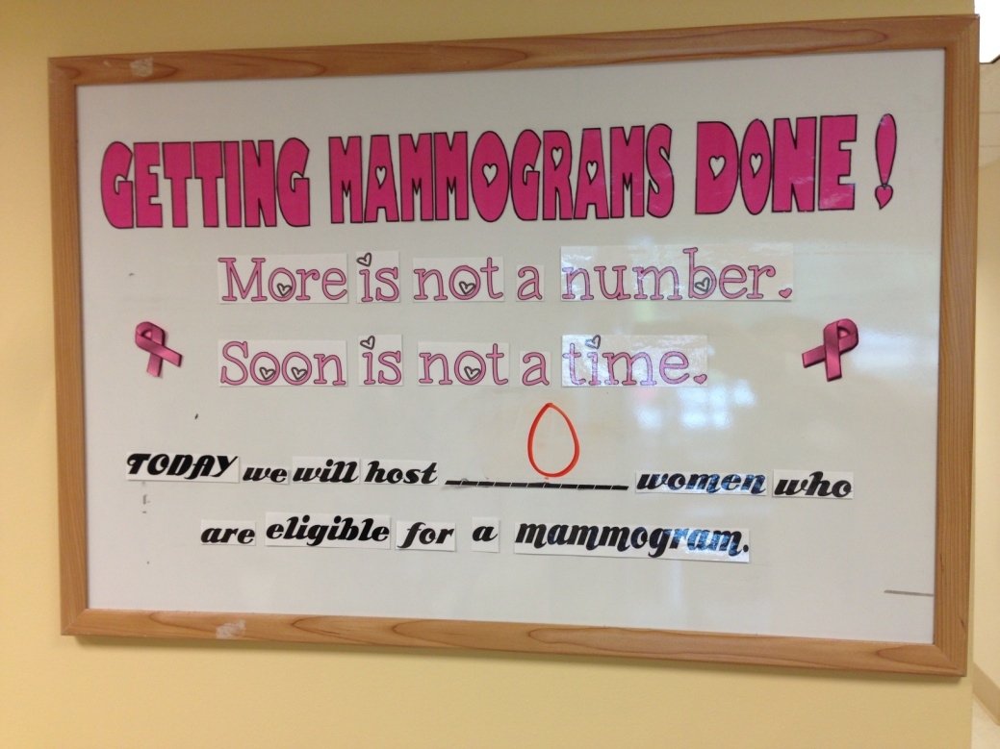 GETTING MAMMOGRAMS DONE!
More is not a number.
Soon is not a time.
0
TODAY we will host ___________ women who
are eligible for a mammogram.